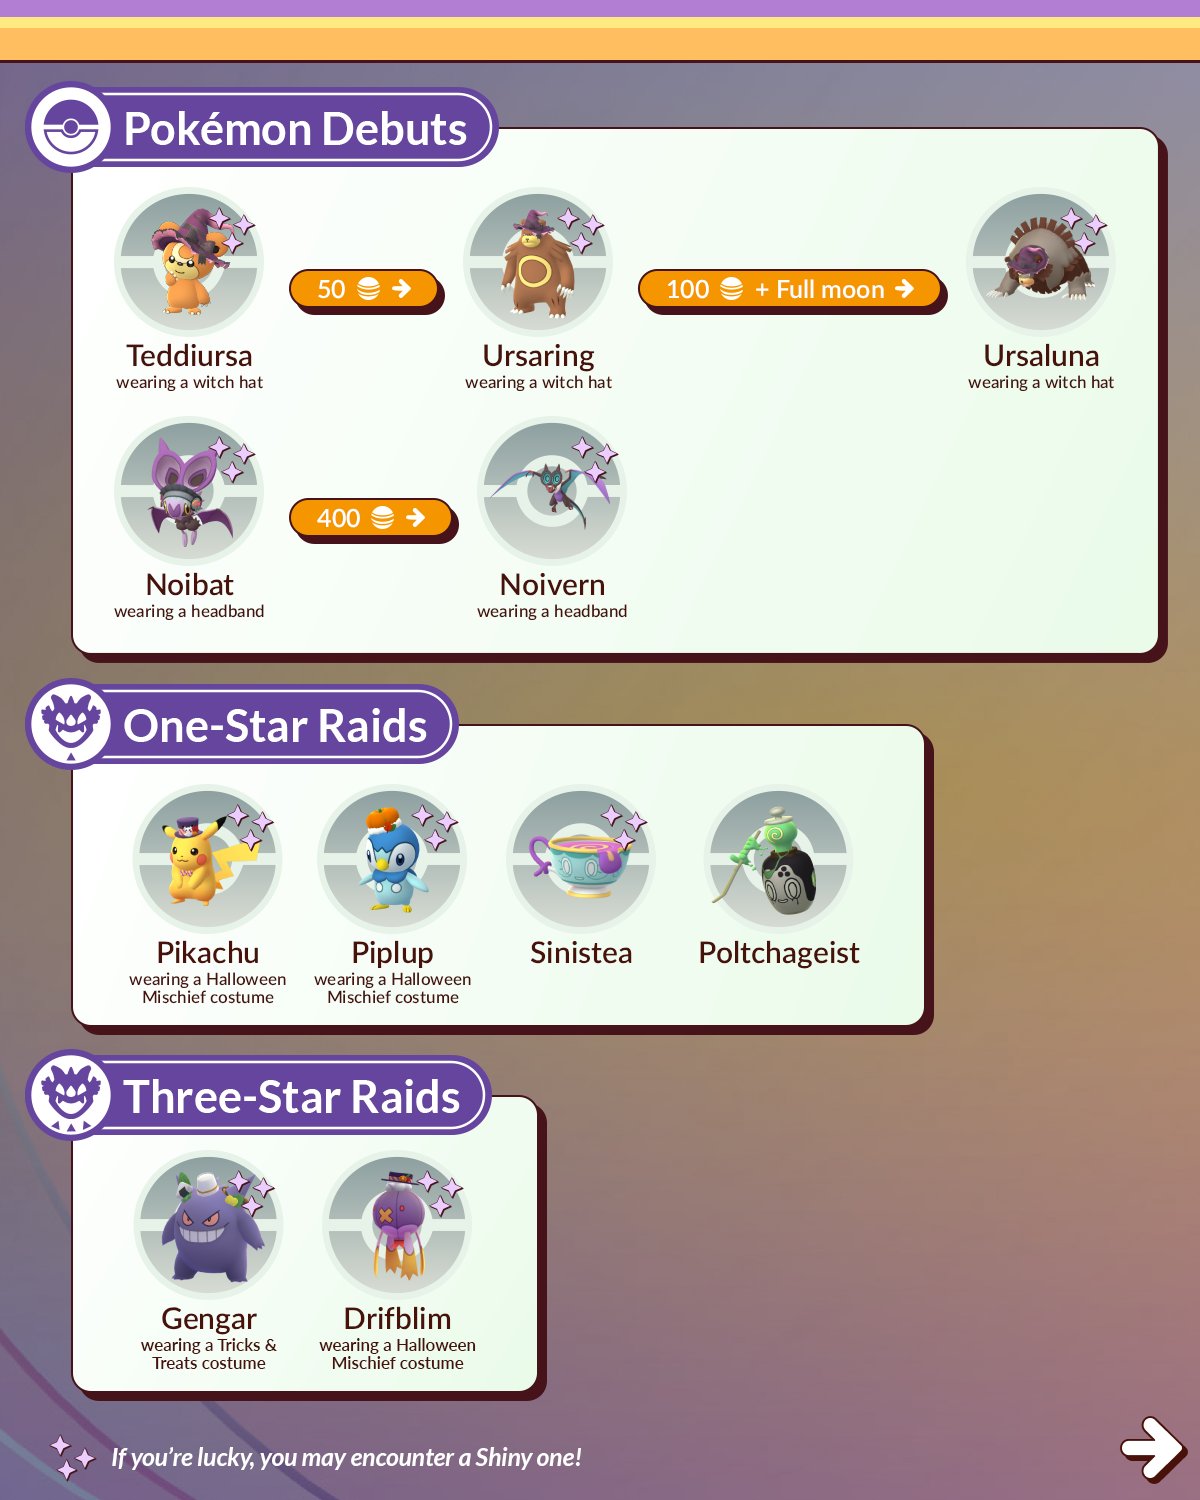 Pokémon Debuts
50
100 + Full moon
Teddiursa
wearing a witch hat
Ursaring
wearing a witch hat
Ursaluna
wearing a witch hat
400
Noibat
wearing a headband
Noivern
wearing a headband
One-Star Raids
Pikachu
wearing a Halloween
Mischief costume
Piplup
wearing a Halloween
Mischief costume
Sinistea
Poltchageist
Three-Star Raids
Gengar
wearing a Tricks &
Treats costume
Drifblim
wearing a Halloween
Mischief costume
If you're lucky, you may encounter a Shiny one!